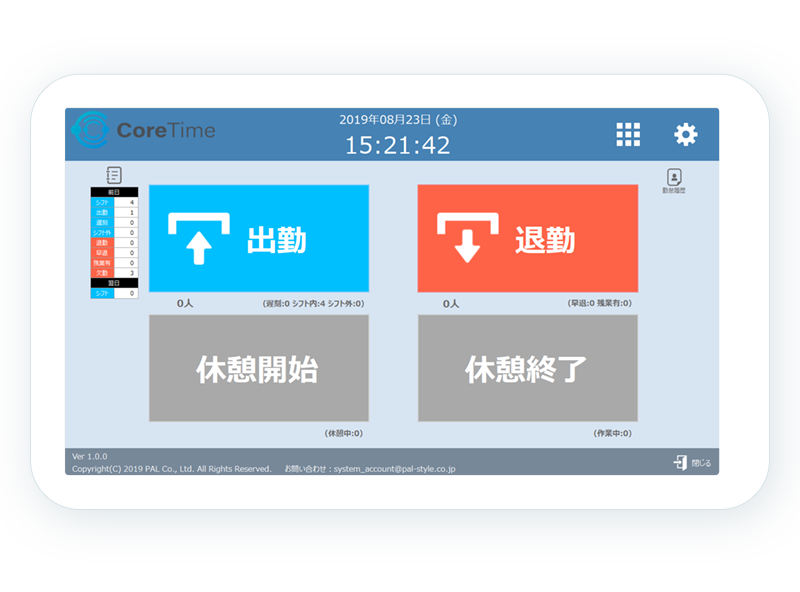 CoreTime
2019年08月23日 (金)
15:21:42
勤怠履歴
前日
シフト 4
出勤 1
遅刻 0
シフト外 0
退勤 0
早退 0
残業有 0
欠勤 3
翌日
シフト 0
出勤
退勤
0人 (遅刻:0 シフト内:4 シフト外:0)
0人 (早退:0 残業有:0)
休憩開始
休憩終了
(休憩中:0)
(作業中:0)
Ver 1.0.0
Copyright(C) 2019 PAL Co., Ltd. All Rights Reserved. お問い合わせ : system_account@pal-style.co.jp
閉じる